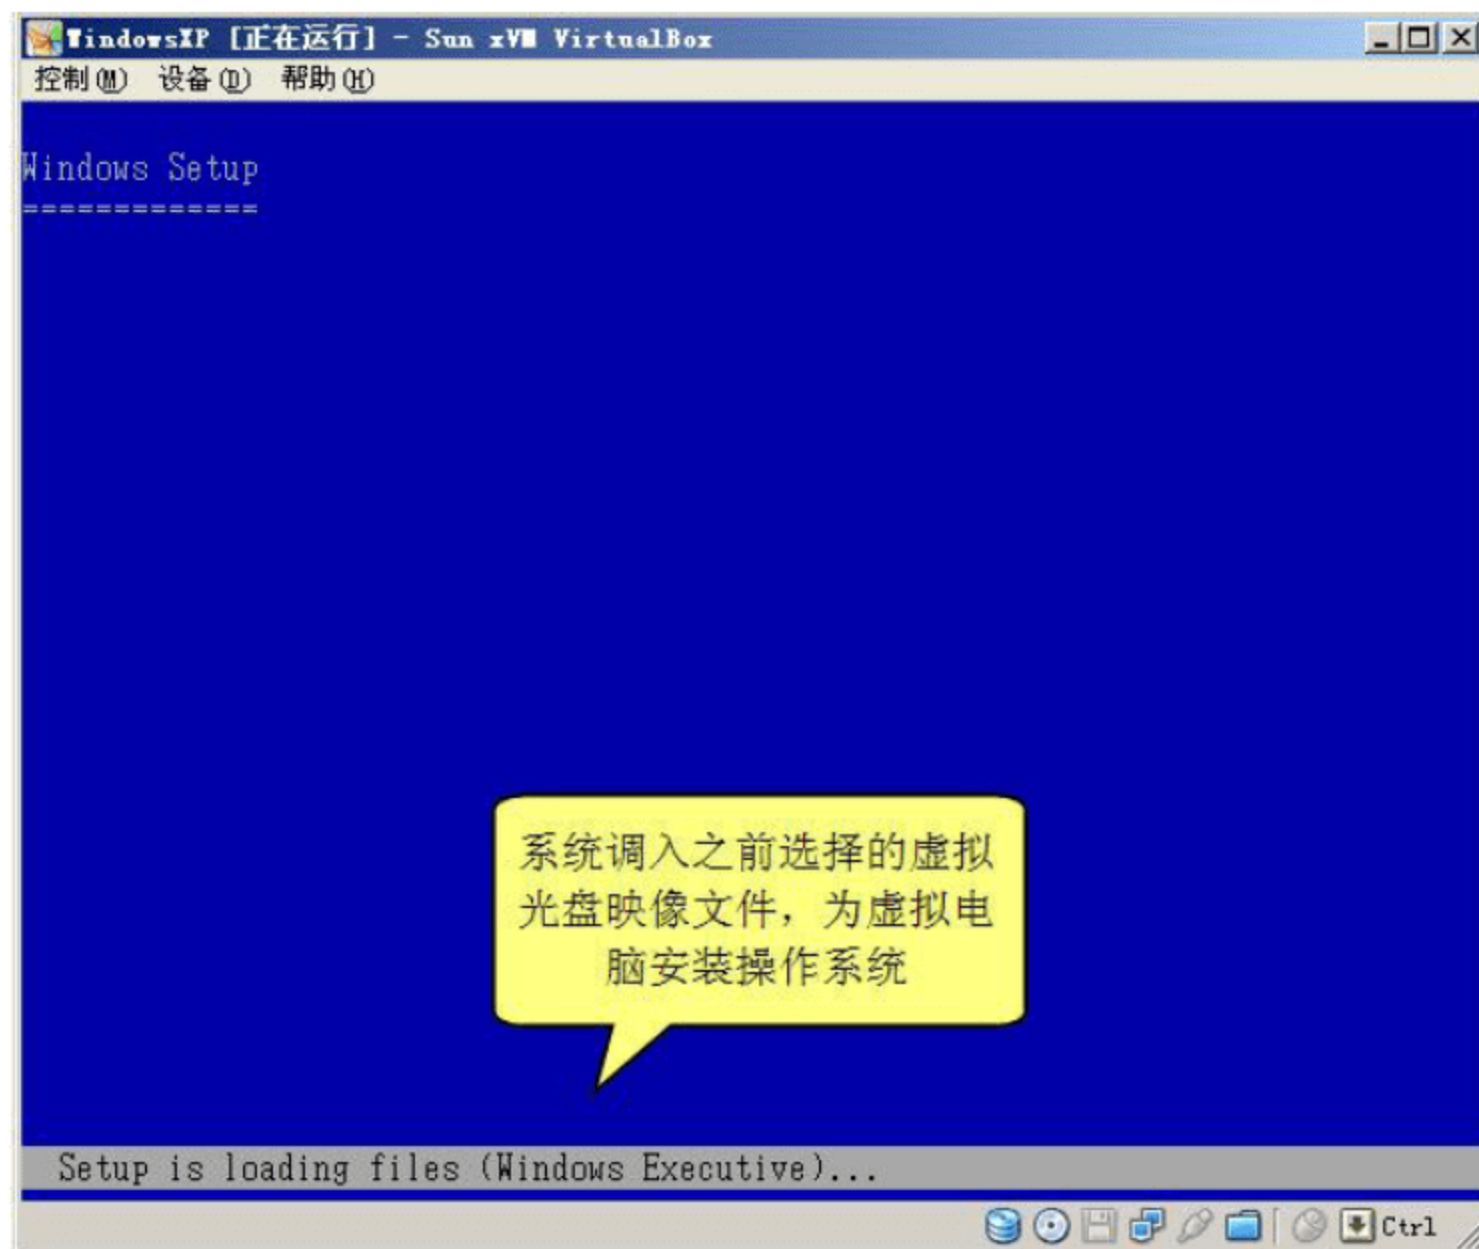 WindowsXP [正在运行] - Sun xVM VirtualBox
控制(M) 设备(D) 帮助(H)
Windows Setup
=============
系统调入之前选择的虚拟
光盘映像文件，为虚拟电
脑安装操作系统
Setup is loading files (Windows Executive)...
Ctrl